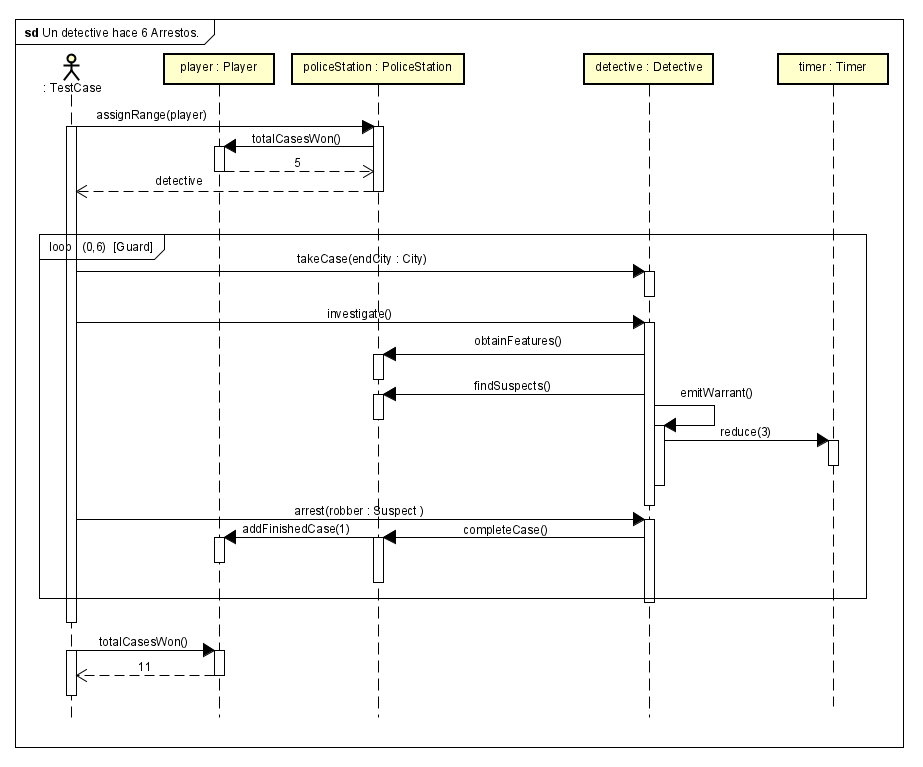 sd Un detective hace 6 Arrestos.
: TestCase
player : Player
policeStation : PoliceStation
detective : Detective
timer : Timer
assignRange(player)
totalCasesWon()
5
detective
loop (0,6) [Guard]
takeCase(endCity : City)
investigate()
obtainFeatures()
findSuspects()
emitWarrant()
reduce(3)
arrest(robber : Suspect )
addFinishedCase(1)
completeCase()
totalCasesWon()
11